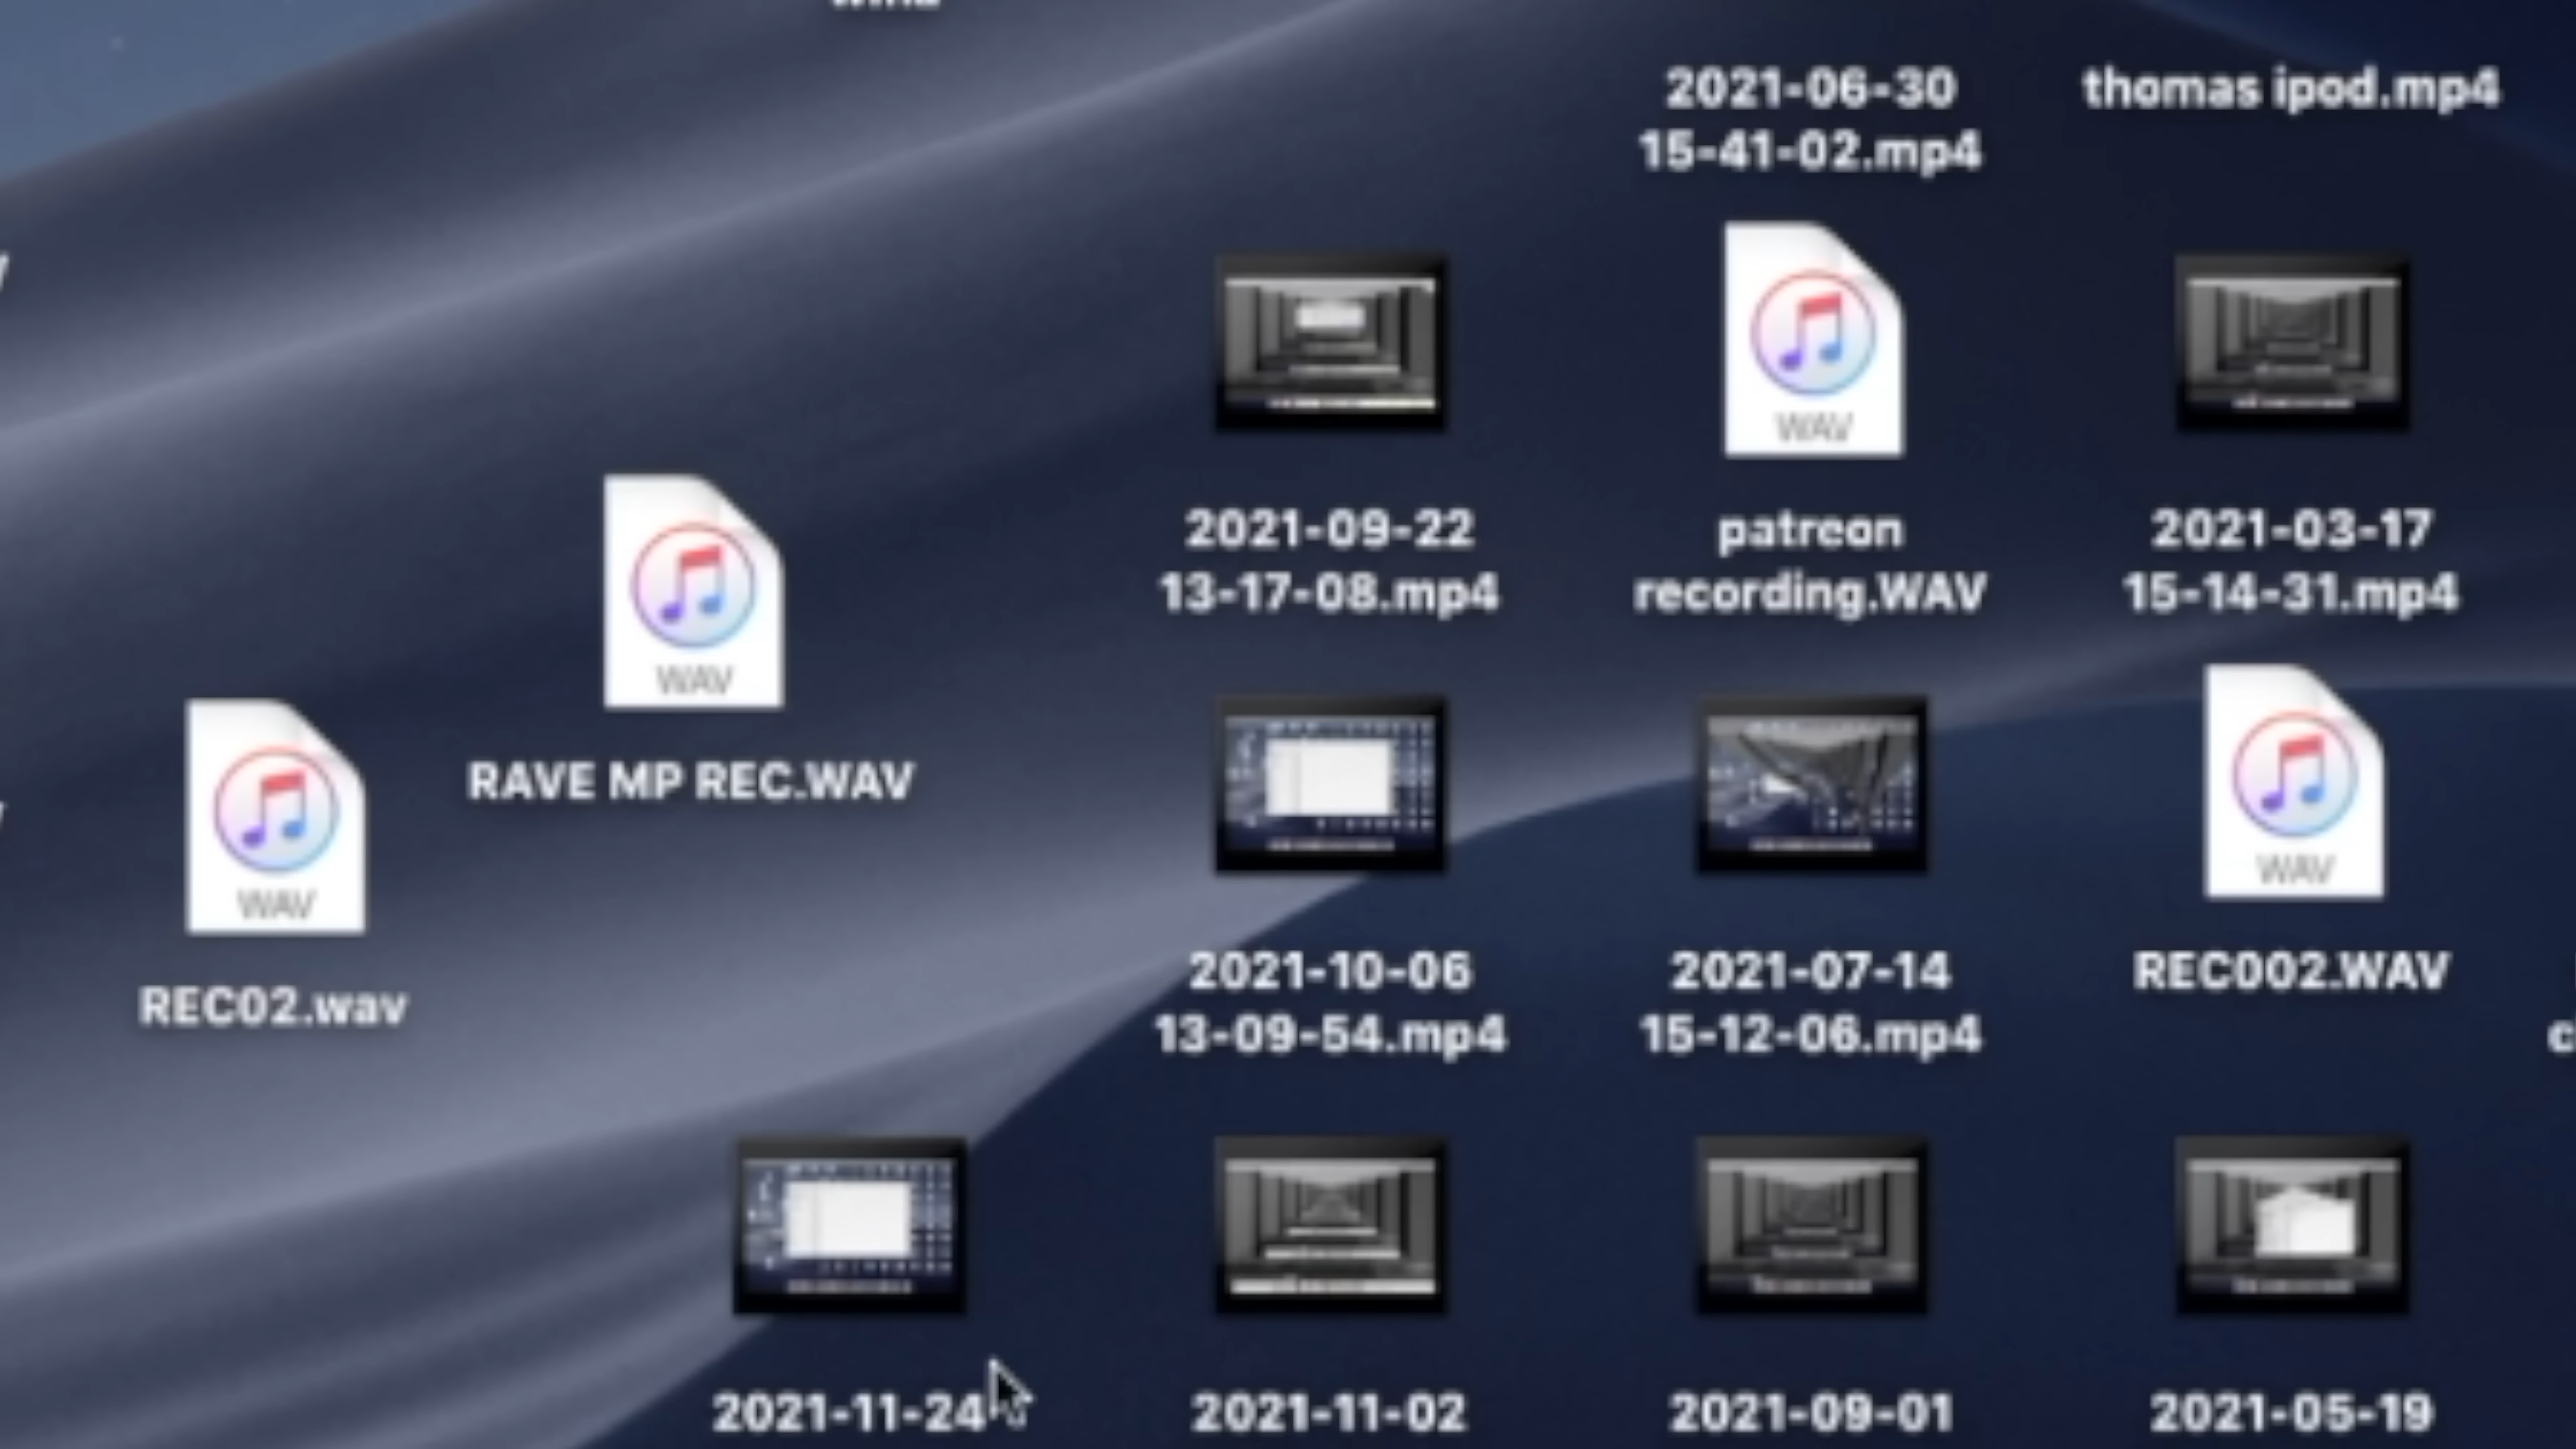 2021-06-30
15-41-02.mp4
thomas ipod.mp4
WAV
2021-09-22
13-17-08.mp4
patreon
recording.WAV
2021-03-17
15-14-31.mp4
WAV
RAVE MP REC.WAV
WAV
REC02.wav
WAV
2021-10-06
13-09-54.mp4
2021-07-14
15-12-06.mp4
REC002.WAV
2021-11-24
2021-11-02
2021-09-01
2021-05-19